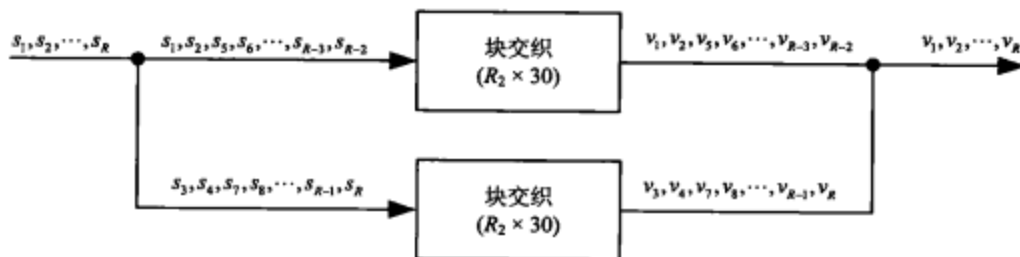 s₁,s₂,⋯,s_R
s₁,s₂,s₅,s₆,⋯,s_{R-3},s_{R-2}
块交织
(R₂ × 30)
v₁,v₂,v₅,v₆,⋯,v_{R-3},v_{R-2}
v₁,v₂,⋯,v_R
s₃,s₄,s₇,s₈,⋯,s_{R-1},s_R
块交织
(R₂ × 30)
v₃,v₄,v₇,v₈,⋯,v_{R-1},v_R